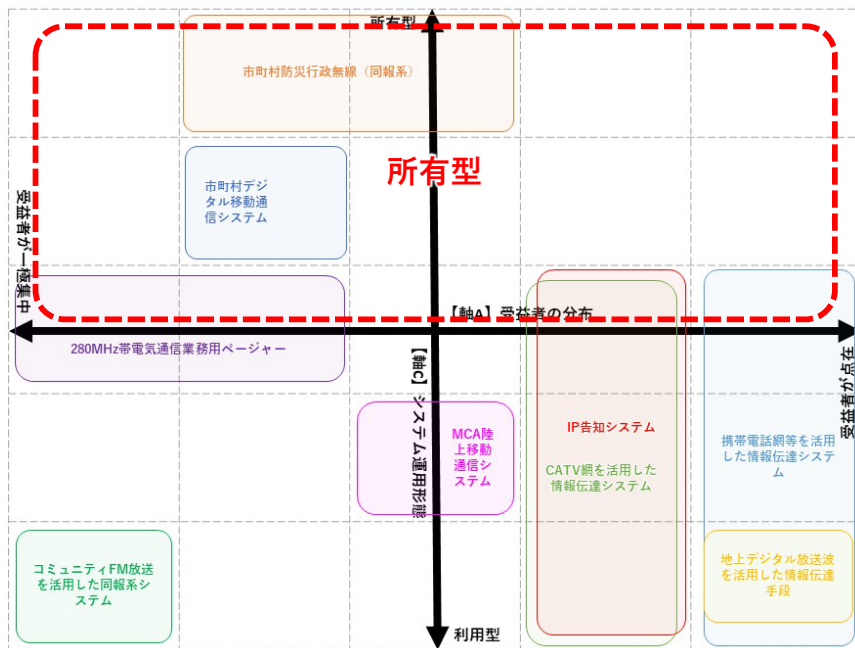 所有型
市町村防災行政無線（同報系）
所有型
市町村デジ
タル移動通
信システム
受益者が一極集中
【軸A】受益者の分布
280MHz帯電気通信業務用ページャー
【軸C】システム運用形態
受益者が点在
MCA陸
上移動
通信シ
ステム
IP告知システム
CATV網を活用した
情報伝達システム
携帯電話網等を活用
した情報伝達システ
ム
コミュニティFM放送
を活用した同報系シ
ステム
地上デジタル放送波
を活用した情報伝達
手段
利用型